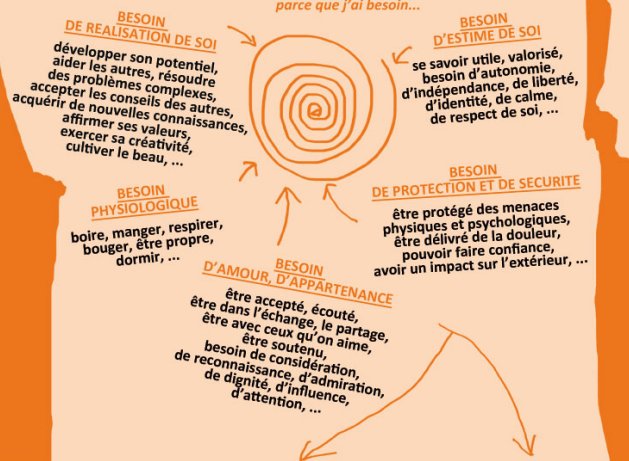 parce que j'ai besoin...
BESOIN
DE REALISATION DE SOI
développer son potentiel,
aider les autres, résoudre
des problèmes complexes,
accepter les conseils des autres,
acquérir de nouvelles connaissances,
affirmer ses valeurs,
exercer sa créativité,
cultiver le beau, ...
BESOIN
D'ESTIME DE SOI
se savoir utile, valorisé,
besoin d'autonomie,
d'indépendance, de liberté,
d'identité, de calme,
de respect de soi, ...
BESOIN
PHYSIOLOGIQUE
boire, manger, respirer,
bouger, être propre,
dormir, ...
BESOIN
DE PROTECTION ET DE SECURITE
être protégé des menaces
physiques et psychologiques,
être délivré de la douleur,
pouvoir faire confiance,
avoir un impact sur l'extérieur, ...
BESOIN
D'AMOUR, D'APPARTENANCE
être accepté, écouté,
être dans l'échange, le partage,
être avec ceux qu'on aime,
être soutenu,
besoin de considération,
de reconnaissance, d'admiration,
de dignité, d'influence,
d'attention, ...